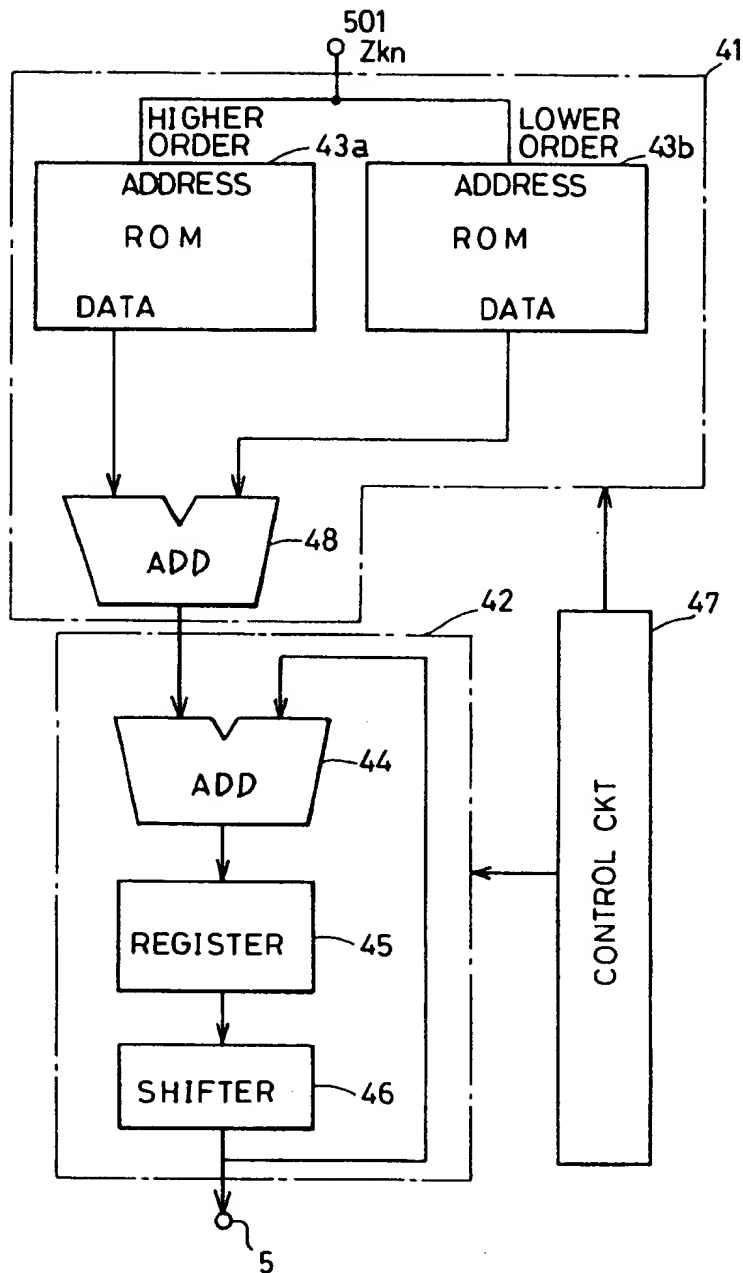 501
Zkn
41
HIGHER
ORDER
LOWER
ORDER
43a
43b
ADDRESS
ROM
DATA
ADDRESS
ROM
DATA
ADD
48
42
47
ADD
44
CONTROL CKT
REGISTER
45
SHIFTER
46
5